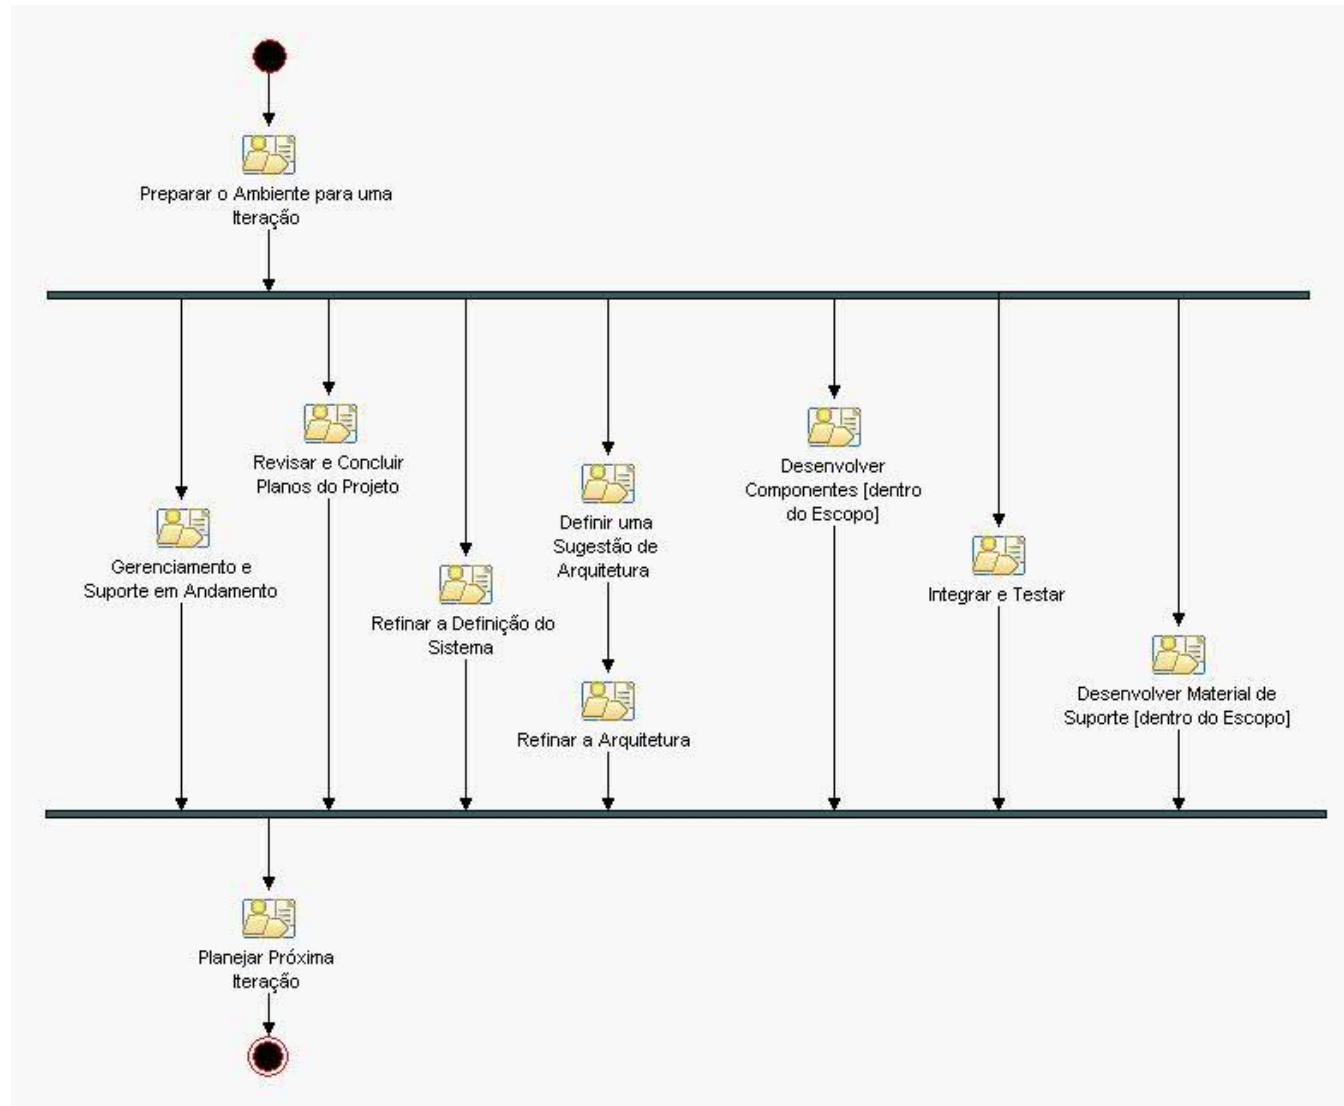 Preparar o Ambiente para uma
Iteração
Revisar e Concluir
Planos do Projeto
Gerenciamento e
Suporte em Andamento
Refinar a Definição do
Sistema
Definir uma
Sugestão de
Arquitetura
Refinar a Arquitetura
Desenvolver
Componentes [dentro
do Escopo]
Integrar e Testar
Desenvolver Material de
Suporte [dentro do Escopo]
Planejar Próxima
Iteração